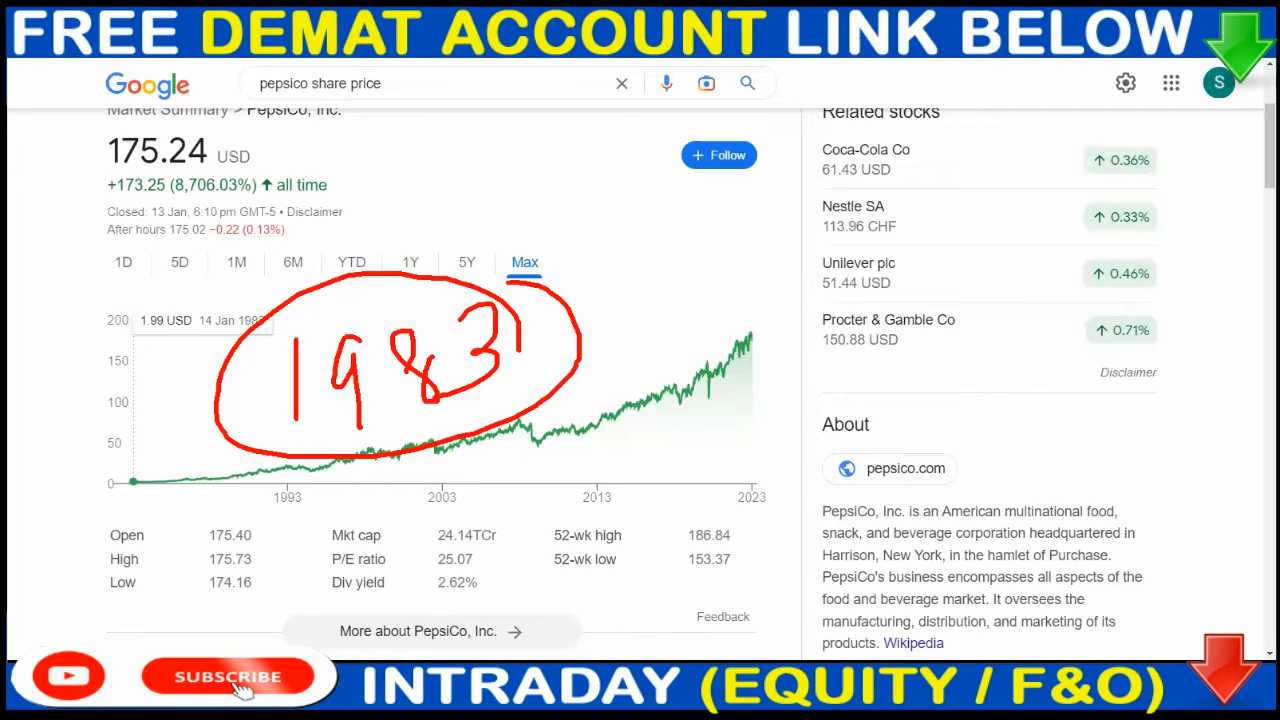 FREE DEMAT ACCOUNT LINK BELOW
Google
pepsico share price
S
Market Summary > PepsiCo, Inc.
175.24 USD
+ Follow
+173.25 (8,706.03%) ↑ all time
Closed: 13 Jan, 6:10 pm GMT-5 • Disclaimer
After hours 175.02 −0.22 (0.13%)
1D 5D 1M 6M YTD 1Y 5Y Max
1.99 USD 14 Jan
1983
200
150
100
50
0
1993 2003 2013 2023
Open 175.40 Mkt cap 24.14TCr 52-wk high 186.84
High 175.73 P/E ratio 25.07 52-wk low 153.37
Low 174.16 Div yield 2.62%
Feedback
More about PepsiCo, Inc. →
Related stocks
Coca-Cola Co
61.43 USD
↑ 0.36%
Nestle SA
113.96 CHF
↑ 0.33%
Unilever plc
51.44 USD
↑ 0.46%
Procter & Gamble Co
150.88 USD
↑ 0.71%
Disclaimer
About
pepsico.com
PepsiCo, Inc. is an American multinational food,
snack, and beverage corporation headquartered in
Harrison, New York, in the hamlet of Purchase.
PepsiCo's business encompasses all aspects of the
food and beverage market. It oversees the
manufacturing, distribution, and marketing of its
products. Wikipedia
SUBSCRIBE
INTRADAY (EQUITY / F&O)